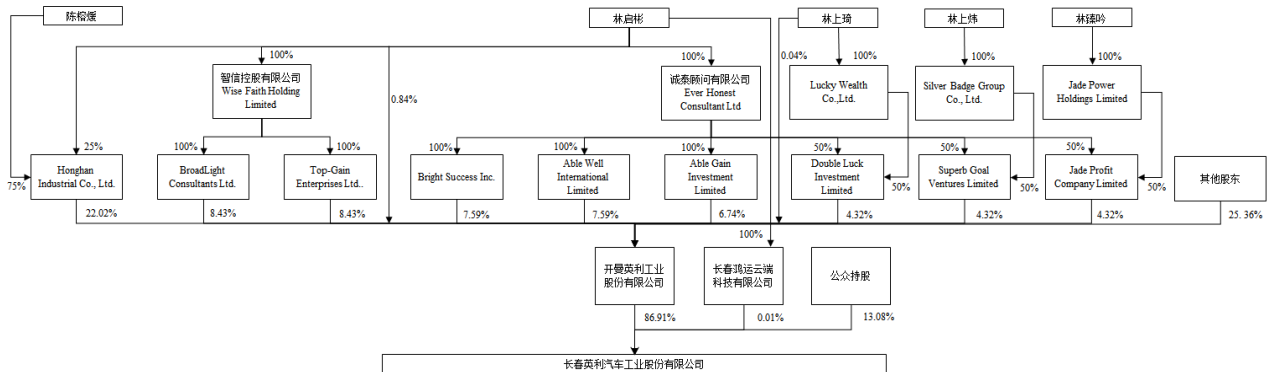 陈榕煖
林启彬
林上琦
林上炜
林臻吟
100%
100%
0.04%
100%
100%
100%
智信控股有限公司
Wise Faith Holding
Limited
0.84%
诚泰顾问有限公司
Ever Honest
Consultant Ltd
Lucky Wealth
Co.,Ltd.
Silver Badge Group
Co., Ltd.
Jade Power
Holdings Limited
25%
100%
100%
100%
100%
100%
50%
50%
50%
75%
Honghan
Industrial Co., Ltd.
BroadLight
Consultants Ltd.
Top-Gain
Enterprises Ltd..
Bright Success Inc.
Able Well
International
Limited
Able Gain
Investment
Limited
Double Luck
Investment
Limited
50%
Superb Goal
Ventures Limited
50%
Jade Profit
Company Limited
50%
其他股东
22.02%
8.43%
8.43%
7.59%
7.59%
6.74%
4.32%
4.32%
4.32%
25.36%
100%
开曼英利工业
股份有限公司
长春鸿运云端
科技有限公司
公众持股
86.91%
0.01%
13.08%
长春英利汽车工业股份有限公司